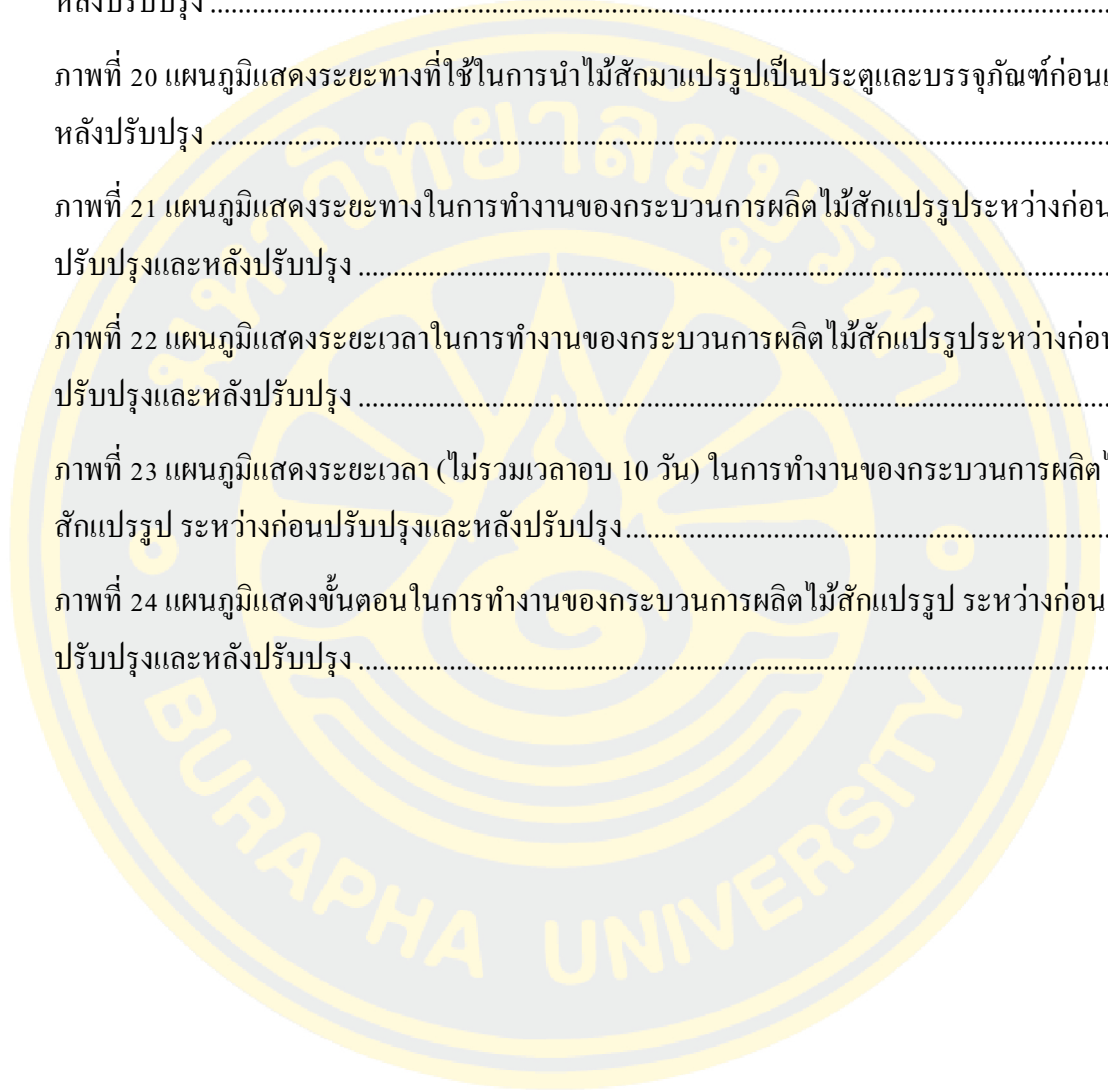 หลังปรับปรุง ................................................................
ภาพที่ 20 แผนภูมิแสดงระยะทางที่ใช้ในการนำไม้สักมาแปรรูปเป็นประตูและบรรจุภัณฑ์ก่อน
หลังปรับปรุง ................................................................
ภาพที่ 21 แผนภูมิแสดงระยะทางในการทำงานของกระบวนการผลิตไม้สักแปรรูประหว่างก่อน
ปรับปรุงและหลังปรับปรุง ................................................................
ภาพที่ 22 แผนภูมิแสดงระยะเวลาในการทำงานของกระบวนการผลิตไม้สักแปรรูประหว่างก่อน
ปรับปรุงและหลังปรับปรุง ................................................................
ภาพที่ 23 แผนภูมิแสดงระยะเวลา (ไม่รวมเวลาอบ 10 วัน) ในการทำงานของกระบวนการผลิต
สักแปรรูป ระหว่างก่อนปรับปรุงและหลังปรับปรุง ................................................................
ภาพที่ 24 แผนภูมิแสดงขั้นตอนในการทำงานของกระบวนการผลิตไม้สักแปรรูป ระหว่างก่อน
ปรับปรุงและหลังปรับปรุง ................................................................
มหาวิทยาลัยบูรพา
BURAPHA UNIVERSITY